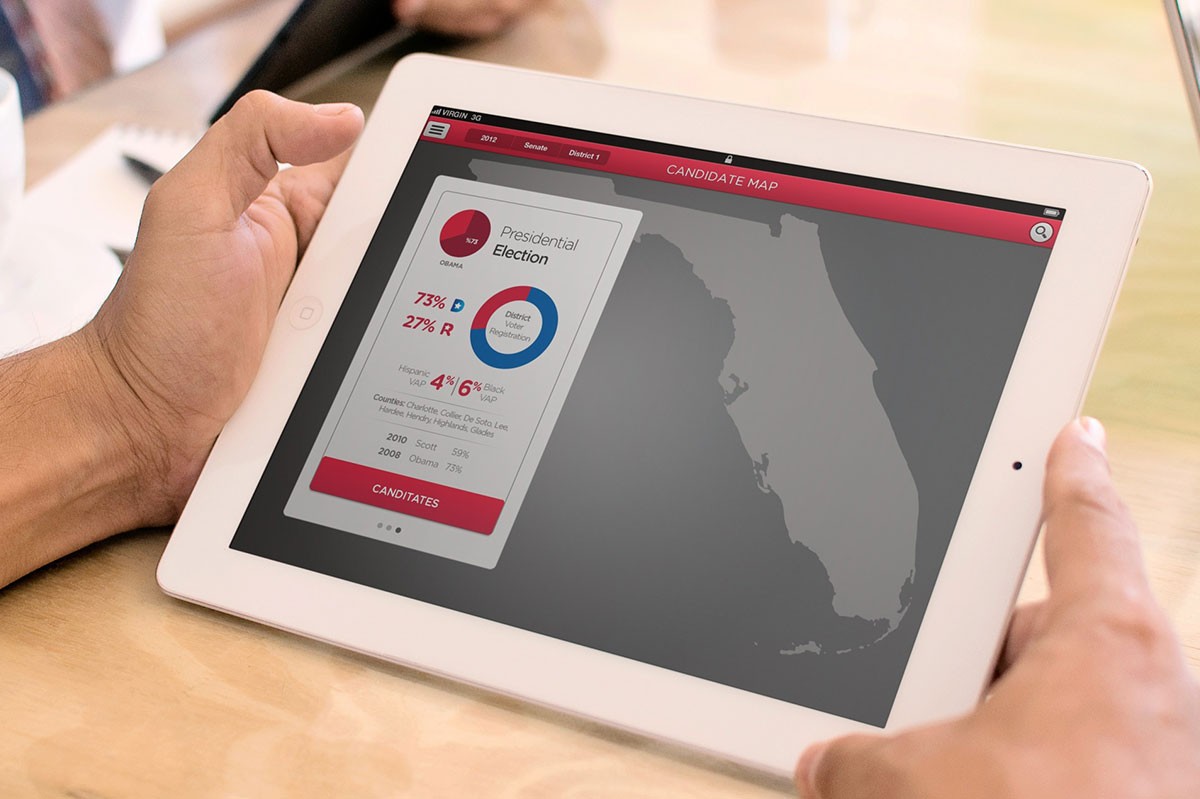 VIRGIN 3G
2012 Senate District 1
CANDIDATE MAP
%73
OBAMA
Presidential
Election
73% D
27% R
District
Voter
Registration
Hispanic
VAP
4% | 6%
Black
VAP
Counties: Charlotte, Collier, De Soto, Lee,
Hardee, Hendry, Highlands, Glades
2010 Scott 59%
2008 Obama 73%
CANDITATES